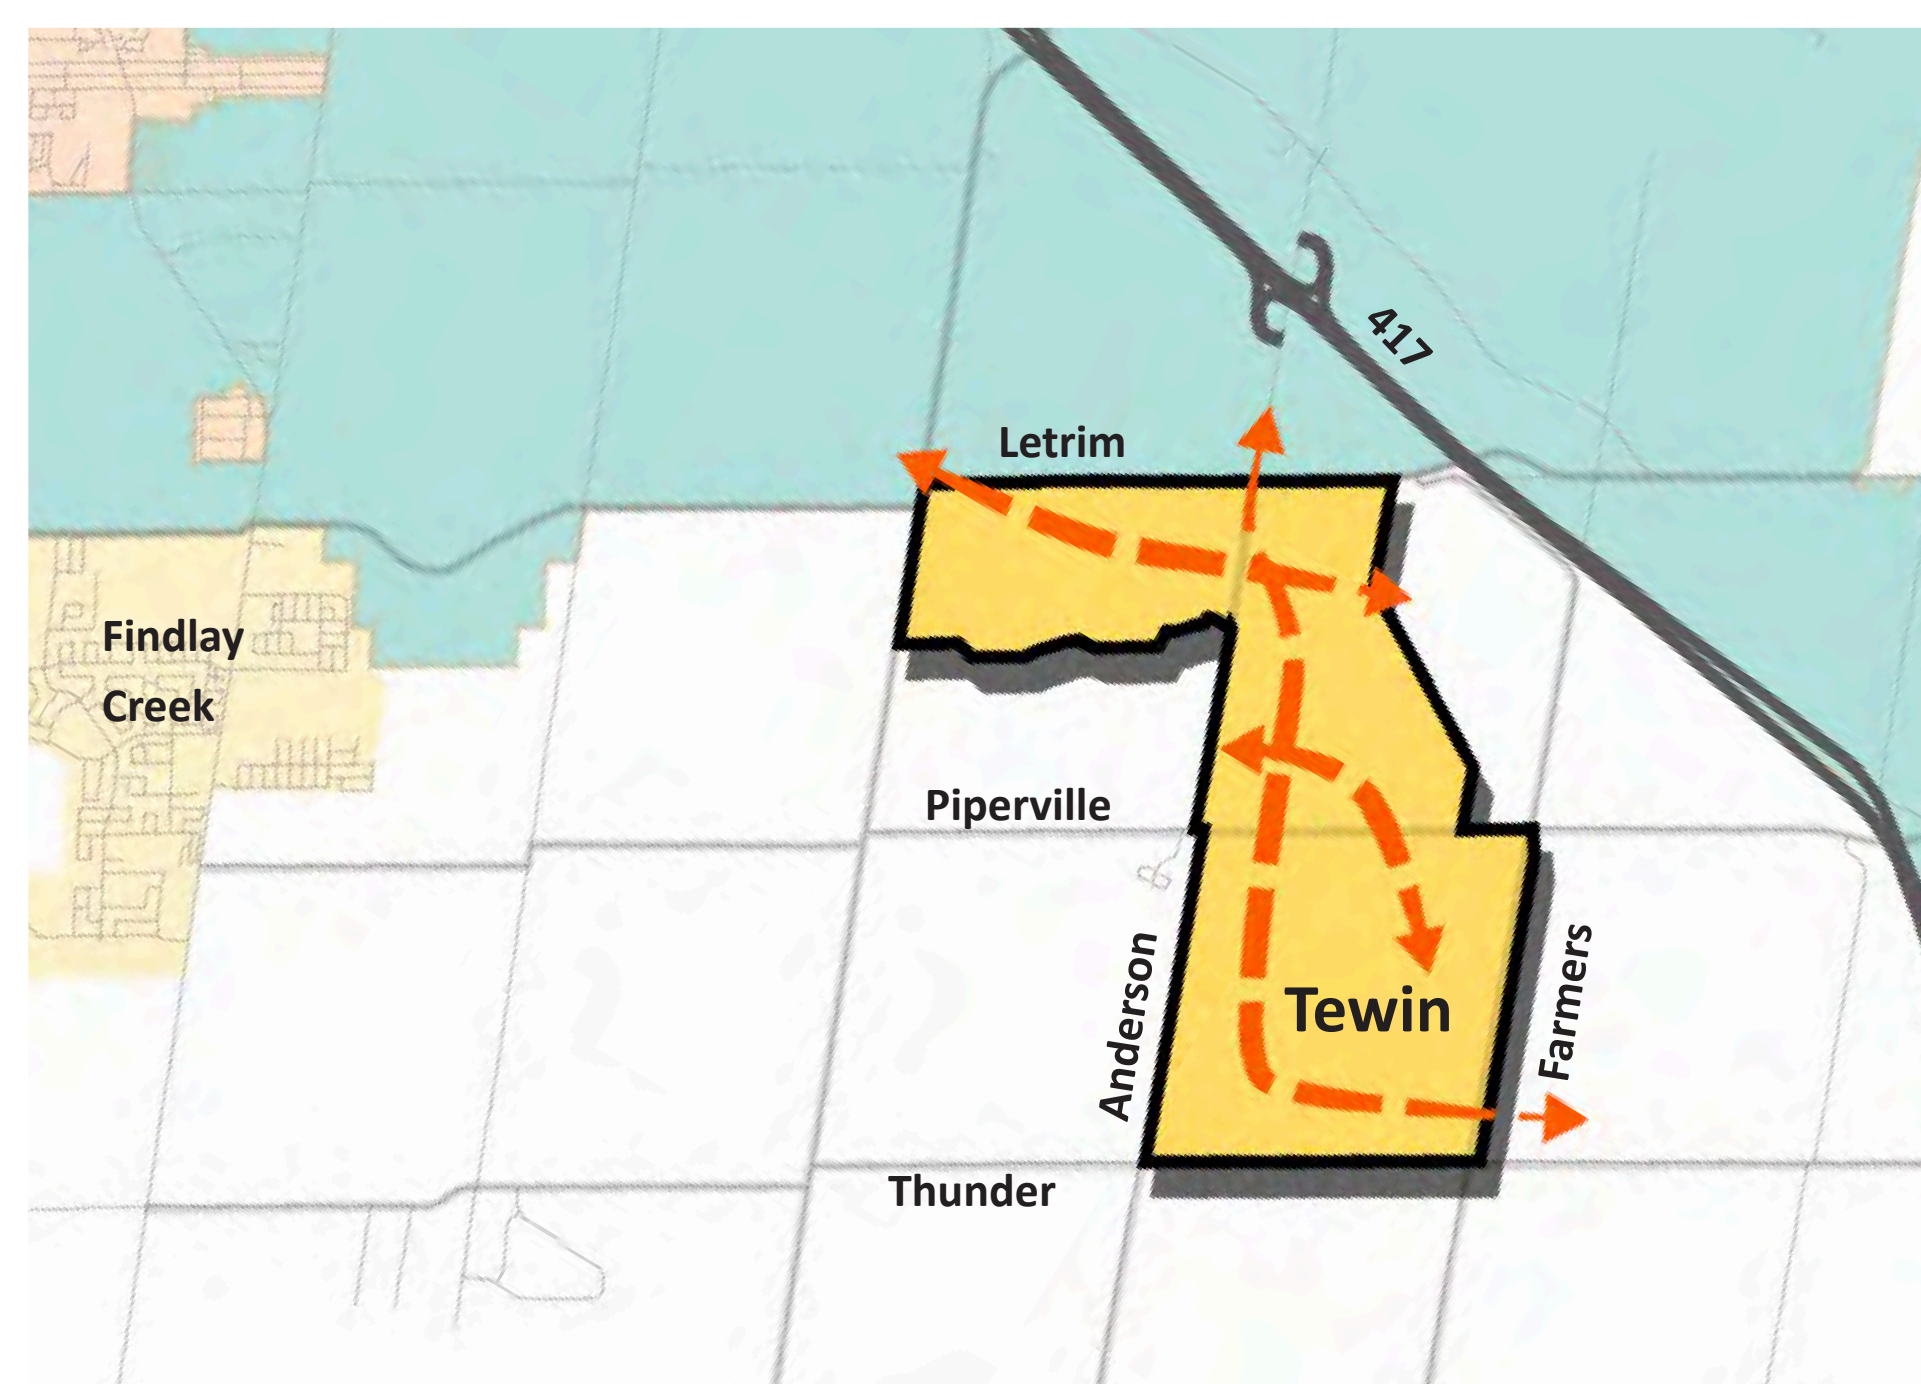 417
Letrim
Findlay
Creek
Piperville
Anderson
Farmers
Tewin
Thunder